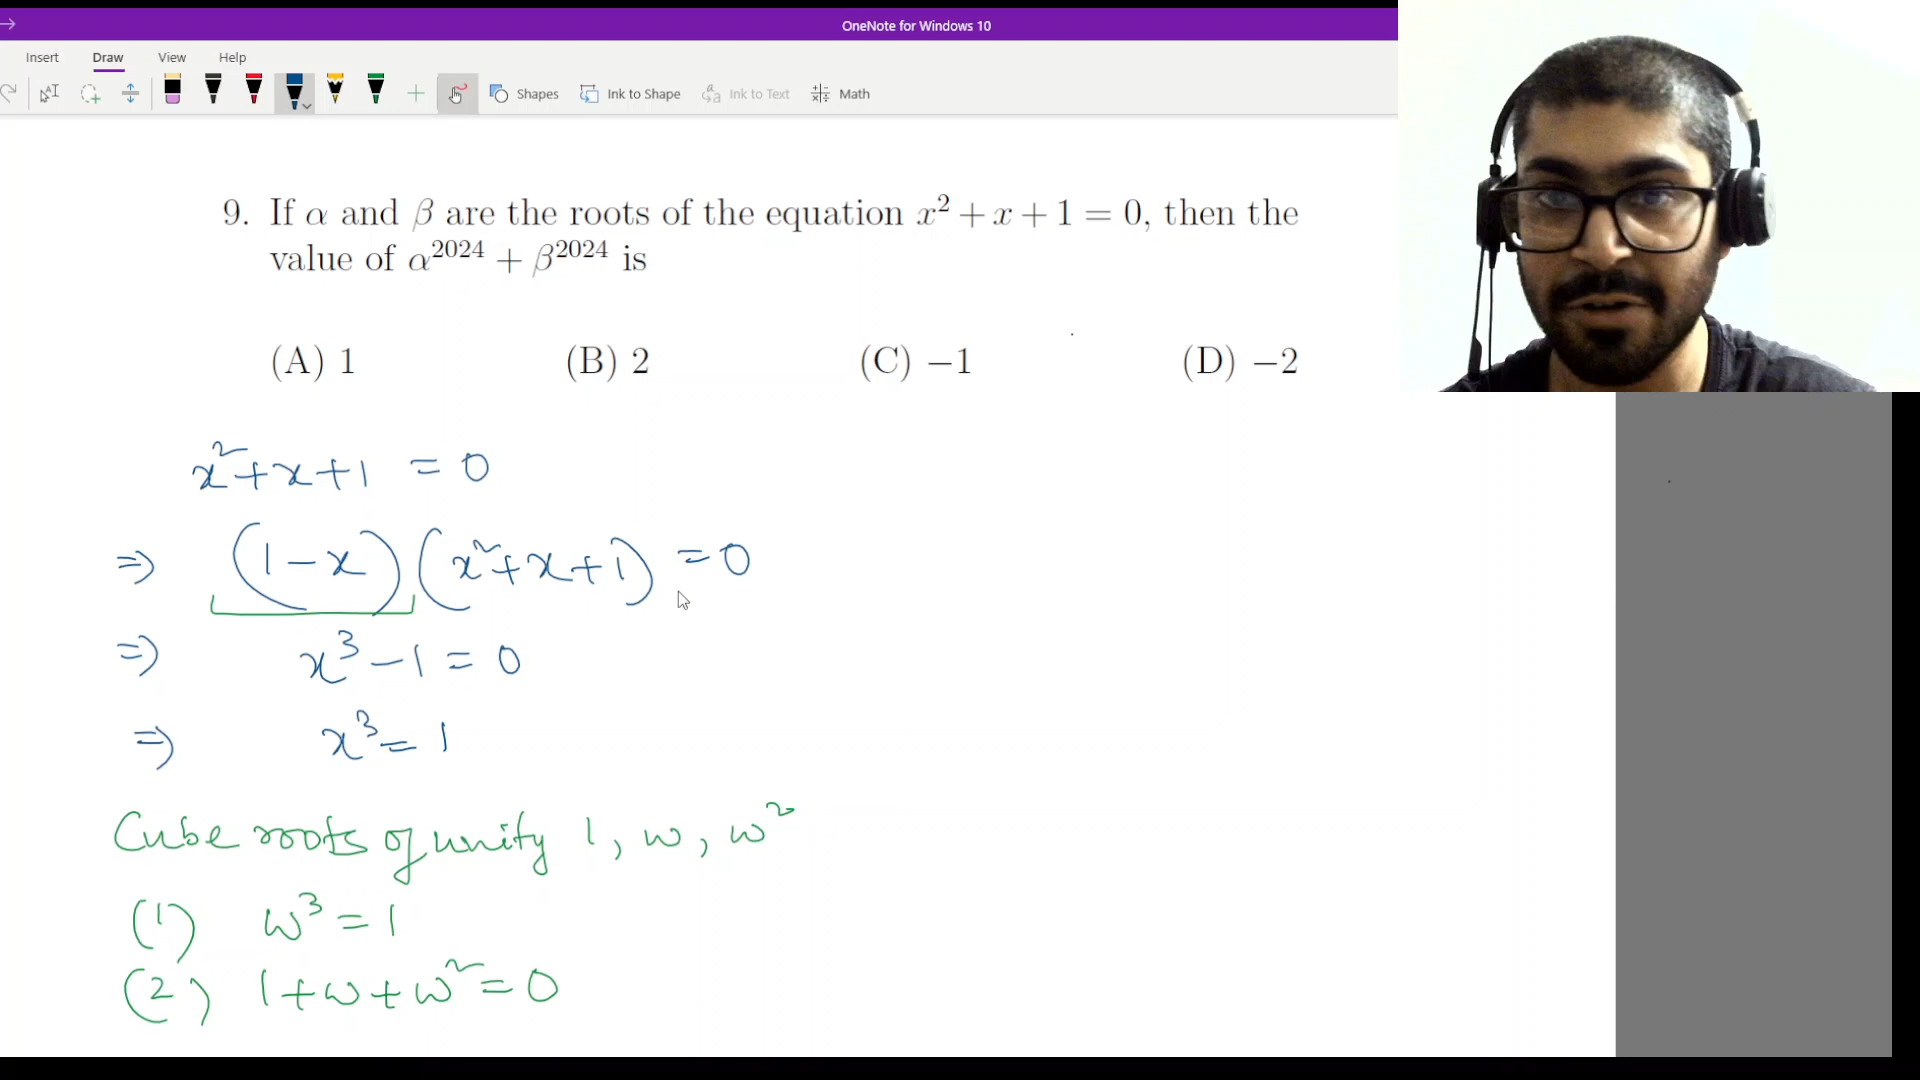 OneNote for Windows 10
Insert Draw View Help
Shapes Ink to Shape Ink to Text Math
9. If α and β are the roots of the equation x² + x + 1 = 0, then the
value of α²⁰²⁴ + β²⁰²⁴ is
(A) 1 (B) 2 (C) −1 (D) −2
x² + x + 1 = 0
⇒ (1 − x) (x² + x + 1) = 0
⇒ x³ − 1 = 0
⇒ x³ = 1
Cube roots of unity 1, ω, ω²
(1) ω³ = 1
(2) 1 + ω + ω² = 0